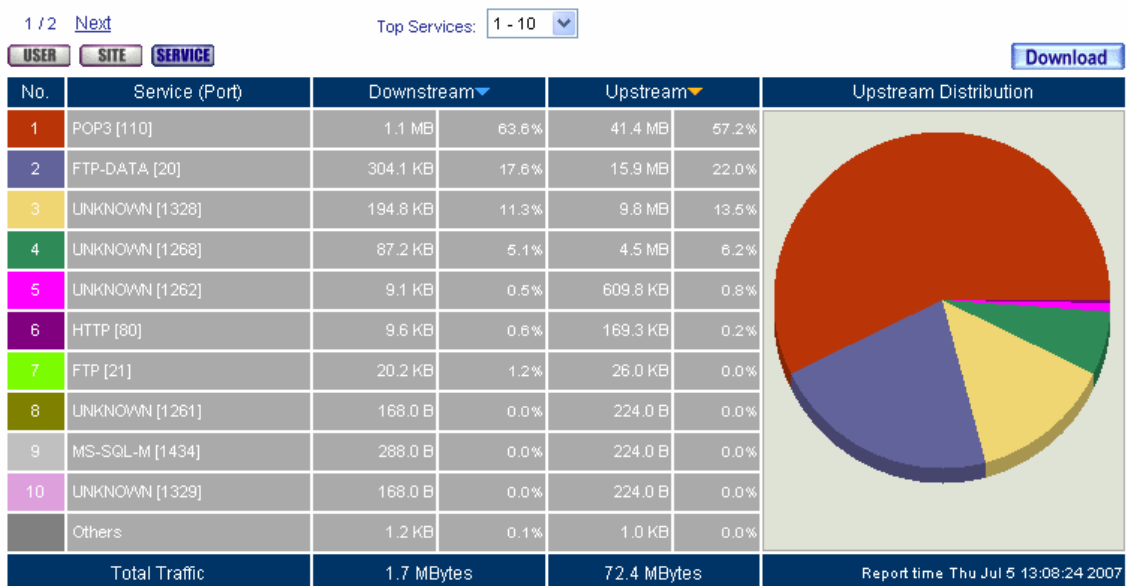 1 / 2 Next Top Services: 1 - 10
USER SITE SERVICE Download
No. Service (Port) Downstream Upstream Upstream Distribution
1 POP3 [110] 1.1 MB 63.6% 41.4 MB 57.2%
2 FTP-DATA [20] 304.1 KB 17.6% 15.9 MB 22.0%
3 UNKNOWN [1328] 194.8 KB 11.3% 9.8 MB 13.5%
4 UNKNOWN [1268] 87.2 KB 5.1% 4.5 MB 6.2%
5 UNKNOWN [1262] 9.1 KB 0.5% 609.8 KB 0.8%
6 HTTP [80] 9.6 KB 0.6% 169.3 KB 0.2%
7 FTP [21] 20.2 KB 1.2% 26.0 KB 0.0%
8 UNKNOWN [1261] 168.0 B 0.0% 224.0 B 0.0%
9 MS-SQL-M [1434] 288.0 B 0.0% 224.0 B 0.0%
10 UNKNOWN [1329] 168.0 B 0.0% 224.0 B 0.0%
Others 1.2 KB 0.1% 1.0 KB 0.0%
Total Traffic 1.7 MBytes 72.4 MBytes Report time Thu Jul 5 13:08:24 2007